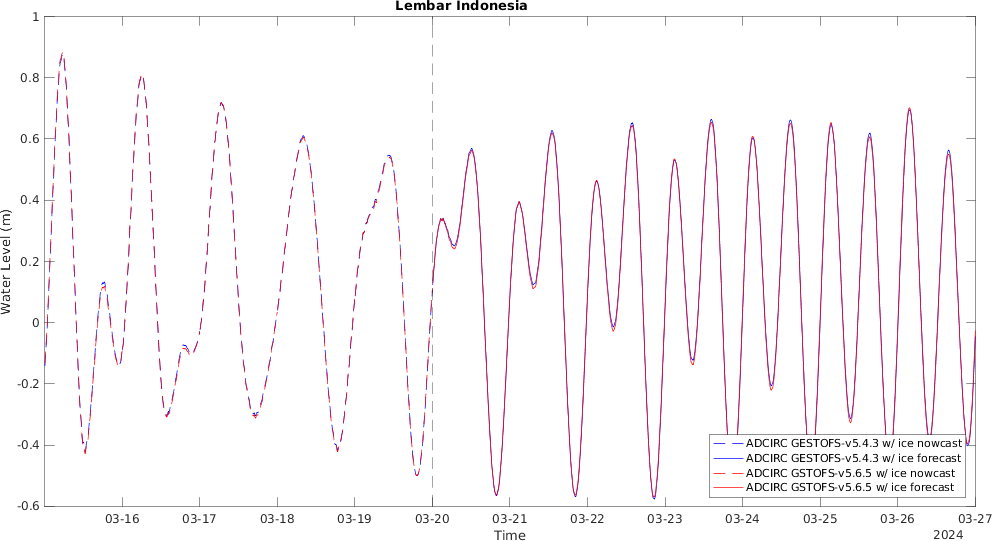 Lembar Indonesia
1
0.8
0.6
0.4
0.2
0
-0.2
-0.4
-0.6
Water Level (m)
ADCIRC GESTOFS-v5.4.3 w/ ice nowcast
ADCIRC GESTOFS-v5.4.3 w/ ice forecast
ADCIRC GSTOFS-v5.6.5 w/ ice nowcast
ADCIRC GSTOFS-v5.6.5 w/ ice forecast
03-16 03-17 03-18 03-19 03-20 03-21 03-22 03-23 03-24 03-25 03-26 03-27
Time
2024